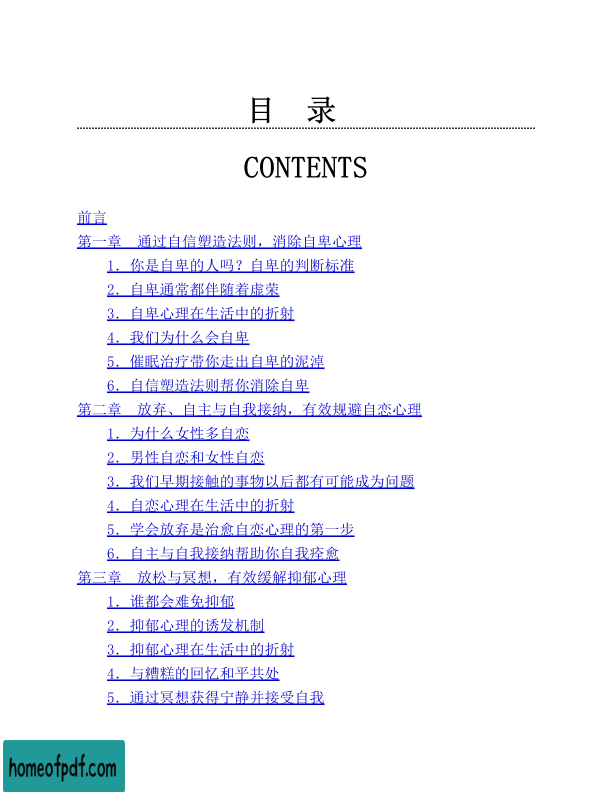 目 录
CONTENTS
前言
第一章 通过自信塑造法则，消除自卑心理
1．你是自卑的人吗？自卑的判断标准
2．自卑通常都伴随着虚荣
3．自卑心理在生活中的折射
4．我们为什么会自卑
5．催眠治疗带你走出自卑的泥淖
6．自信塑造法则帮你消除自卑
第二章 放弃、自主与自我接纳，有效规避自恋心理
1．为什么女性多自恋
2．男性自恋和女性自恋
3．我们早期接触的事物以后都有可能成为问题
4．自恋心理在生活中的折射
5．学会放弃是治愈自恋心理的第一步
6．自主与自我接纳帮助你自我痊愈
第三章 放松与冥想，有效缓解抑郁心理
1．谁都会难免抑郁
2．抑郁心理的诱发机制
3．抑郁心理在生活中的折射
4．与糟糕的回忆和平共处
5．通过冥想获得宁静并接受自我
homeofpdf.com